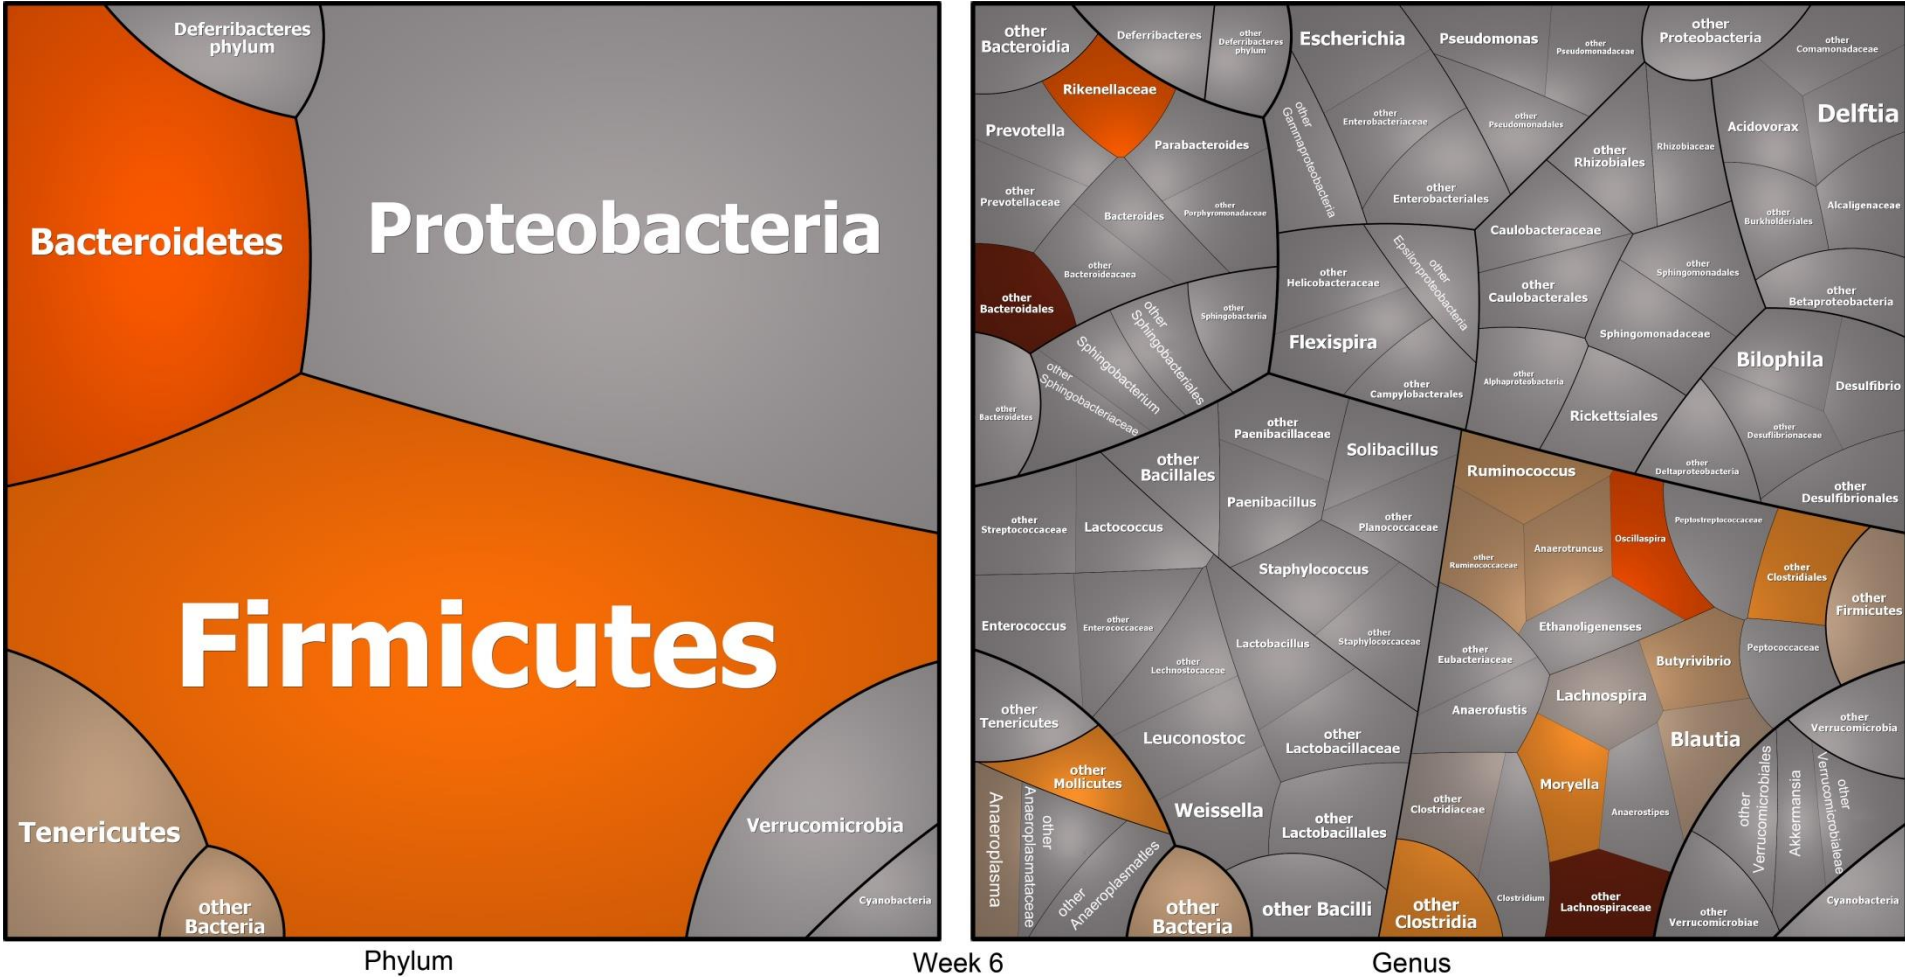 Deferribacteres
phylum
Bacteroidetes
Proteobacteria
Firmicutes
Tenericutes
other
Bacteria
Verrucomicrobia
Cyanobacteria
other
Bacteroidia
Deferribacteres
other
Deferribacteres
phylum
Rikenellaceae
Prevotella
Parabacteroides
other
Prevotellaceae
Bacteroides
other
Porphyromonadaceae
other
Bacteroideacaea
other
Bacteroidales
other
Sphingobacteriia
other
Sphingobacteriales
Sphingobacterium
other
Sphingobacteriaceae
other
Bacteroidetes
Escherichia
Pseudomonas
other
Pseudomonadaceae
other
Proteobacteria
other
Comamonadaceae
other
Gammaproteobacteria
other
Enterobacteriaceae
other
Pseudomonadales
other
Enterobacteriales
other
Rhizobiales
Rhizobiaceae
Acidovorax
Delftia
other
Burkholderiales
Alcaligenaceae
other
Betaproteobacteria
other
Helicobacteraceae
other
Epsilonproteobacteria
Flexispira
other
Campylobacterales
Caulobacteraceae
other
Caulobacterales
other
Sphingomonadales
Sphingomonadaceae
other
Alphaproteobacteria
Rickettsiales
Bilophila
Desulfibrio
other
Desuflibrionaceae
other
Deltaproteobacteria
other
Desulfibrionales
other
Bacillales
other
Paenibacillaceae
Solibacillus
Paenibacillus
other
Planococcaceae
other
Streptococcaceae
Lactococcus
Staphylococcus
other
Staphylococcaceae
Enterococcus
other
Enterococcaceae
other
Lechnostocaceae
Lactobacillus
Leuconostoc
other
Lactobacillaceae
Weissella
other
Lactobacillales
other Bacilli
Ruminococcus
other
Ruminococcaceae
Anaerotruncus
Oscillaspira
Peptostreptococcaceae
other
Clostridiales
other
Firmicutes
Ethanoligenenses
other
Eubacteriaceae
Butyrivibrio
Peptococcaceae
Anaerofustis
Lachnospira
Blautia
Moryella
Anaerostipes
other
Clostridiaceae
Clostridium
other
Clostridia
other
Lachnospiraceae
other
Tenericutes
other
Mollicutes
Anaeroplasma
other
Anaeroplasmataceae
other
Anaeroplasmatles
other
Bacteria
other
Verrucomicrobia
other
Verrucomicrobiales
Akermansia
other
Verrucomicrobialeae
other
Verrucomicrobiae
Cyanobacteria
Phylum
Week 6
Genus